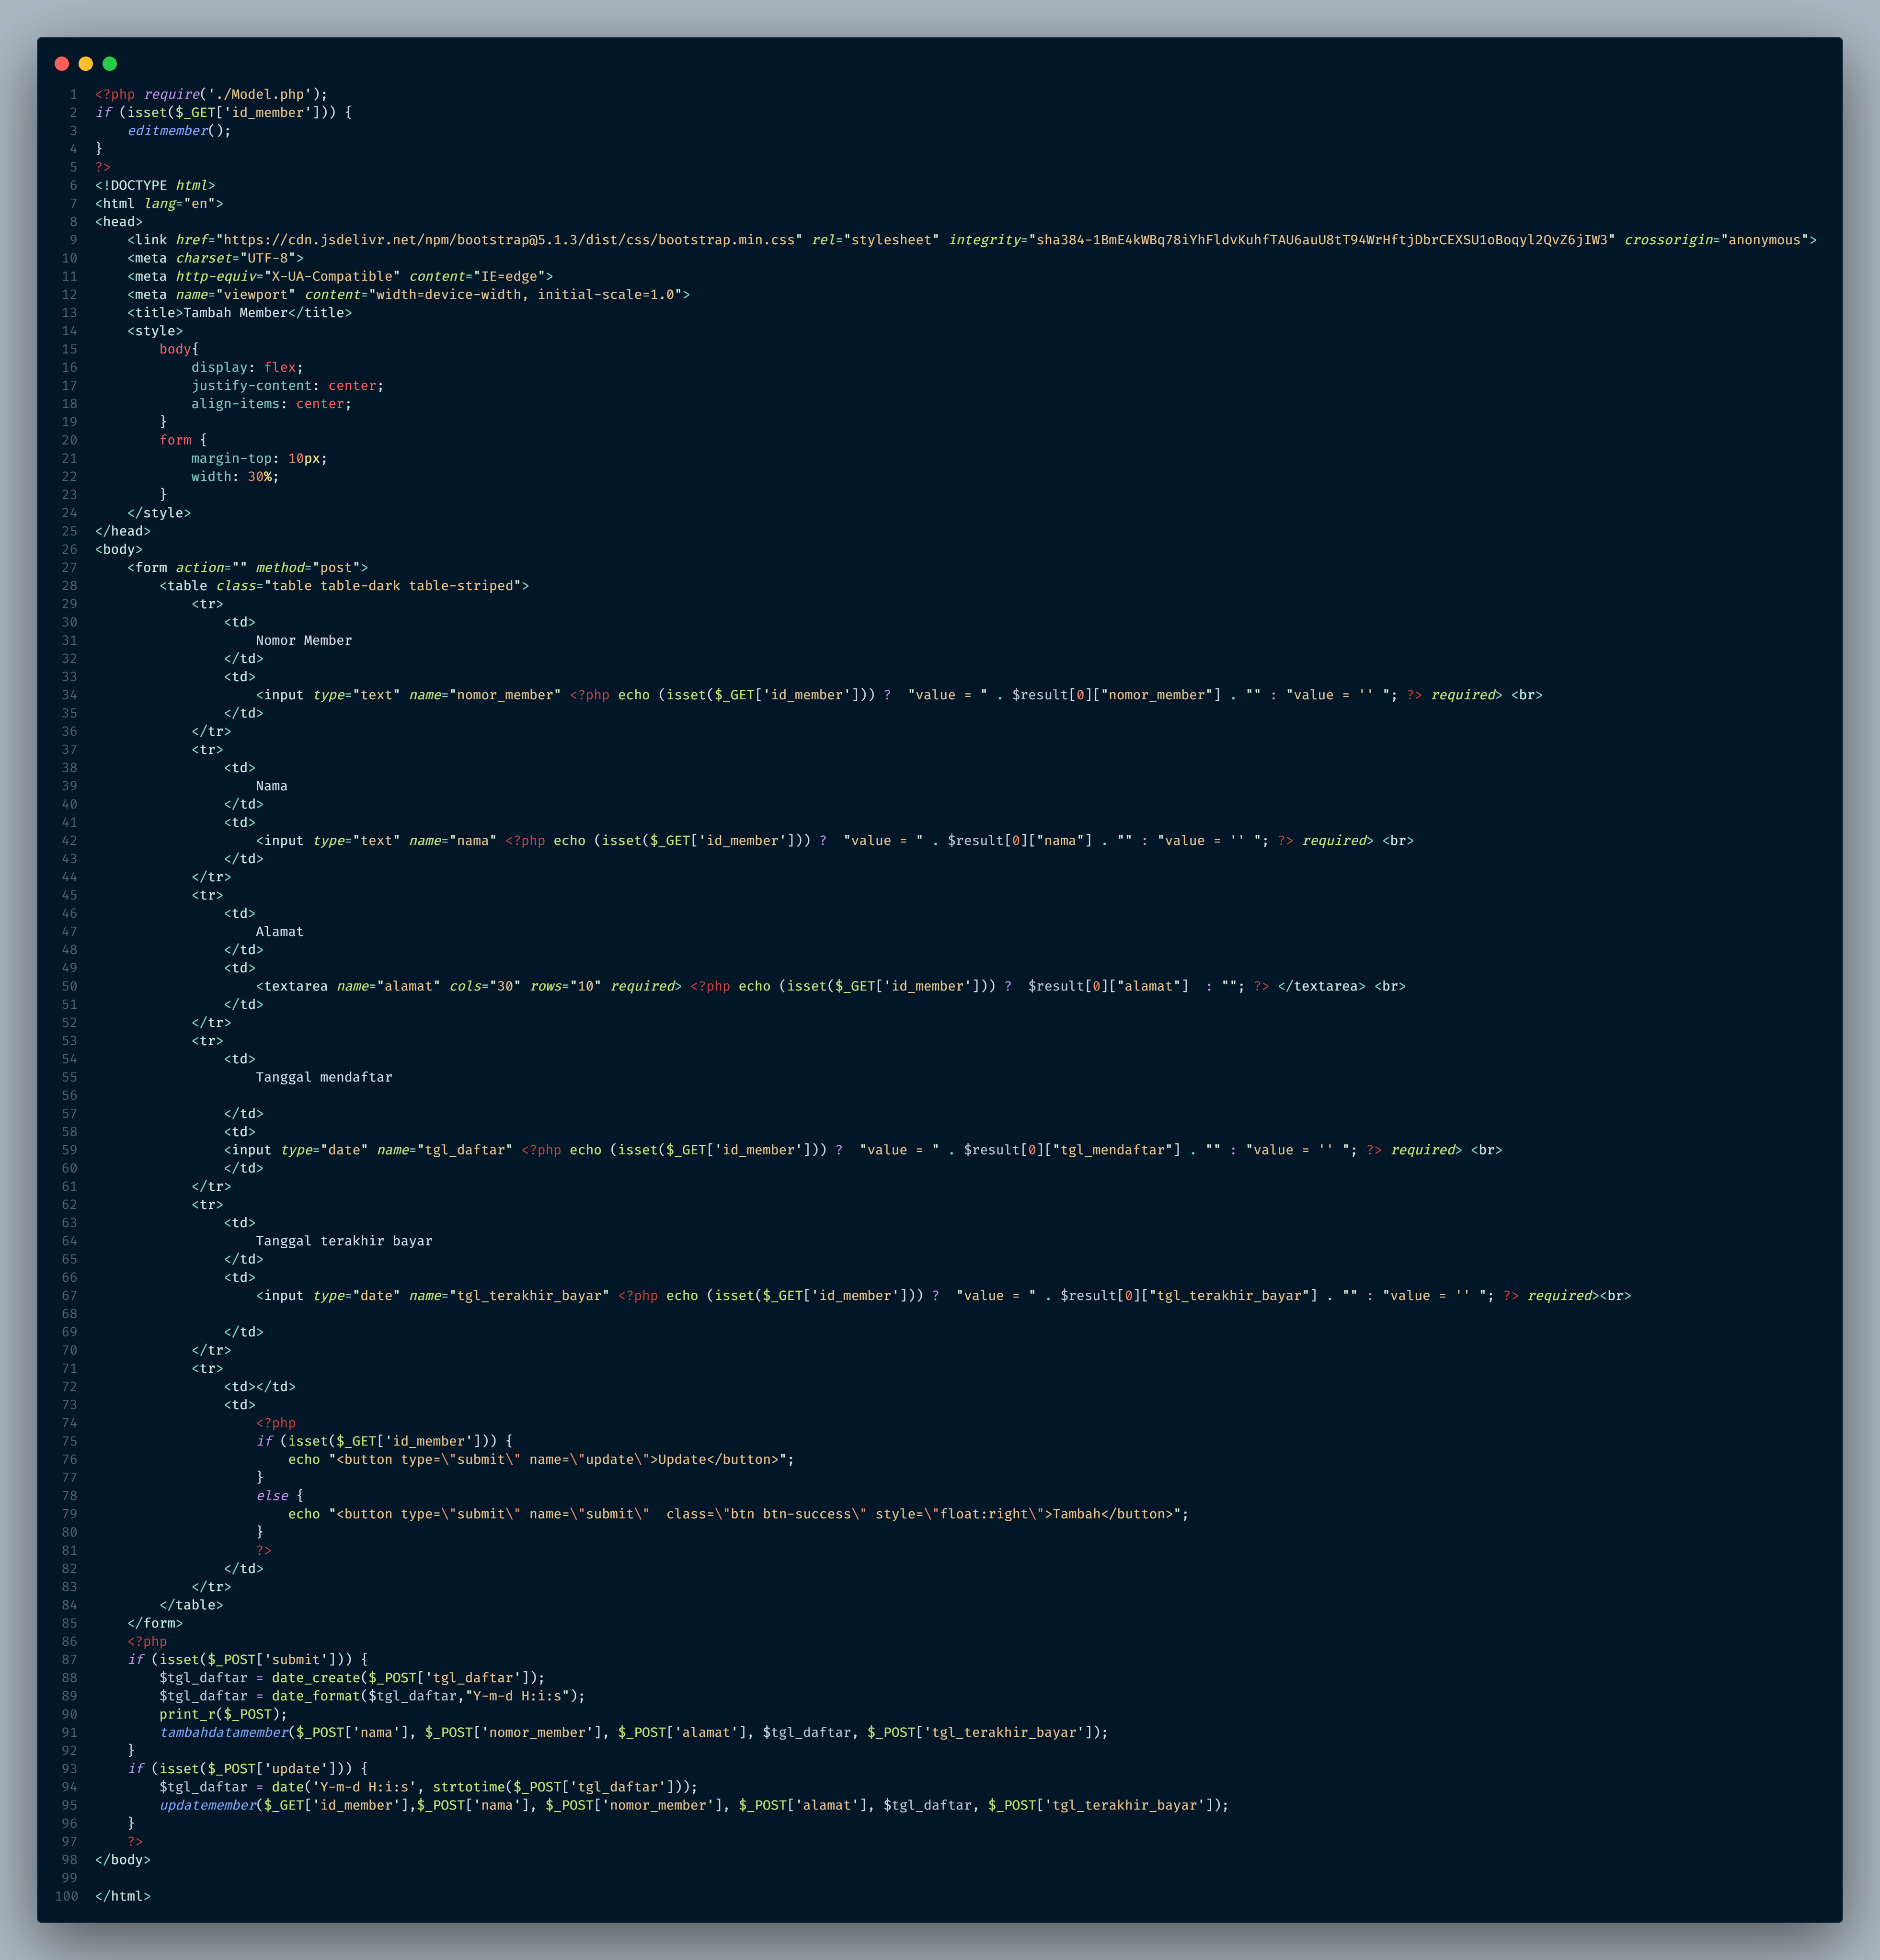 1 <?php require('./Model.php');
2 if (isset($_GET['id_member'])) {
3     editmember();
4 }
5 ?>
6 <!DOCTYPE html>
7 <html lang="en">
8 <head>
9     <link href="https://cdn.jsdelivr.net/npm/bootstrap@5.1.3/dist/css/bootstrap.min.css" rel="stylesheet" integrity="sha384-1BmE4kWBq78iYhFldvKuhfTAU6auU8tT94WrHftjDbrCEXSU1oBoqyl2QvZ6jIW3" crossorigin="anonymous">
10     <meta charset="UTF-8">
11     <meta http-equiv="X-UA-Compatible" content="IE=edge">
12     <meta name="viewport" content="width=device-width, initial-scale=1.0">
13     <title>Tambah Member</title>
14     <style>
15         body{
16             display: flex;
17             justify-content: center;
18             align-items: center;
19         }
20         form {
21             margin-top: 10px;
22             width: 30%;
23         }
24     </style>
25 </head>
26 <body>
27     <form action="" method="post">
28         <table class="table table-dark table-striped">
29             <tr>
30                 <td>
31                     Nomor Member
32                 </td>
33                 <td>
34                     <input type="text" name="nomor_member" <?php echo (isset($_GET['id_member'])) ?  "value = " . $result[0]["nomor_member"] . "" : "value = '' "; ?> required> <br>
35                 </td>
36             </tr>
37             <tr>
38                 <td>
39                     Nama
40                 </td>
41                 <td>
42                     <input type="text" name="nama" <?php echo (isset($_GET['id_member'])) ?  "value = " . $result[0]["nama"] . "" : "value = '' "; ?> required> <br>
43                 </td>
44             </tr>
45             <tr>
46                 <td>
47                     Alamat
48                 </td>
49                 <td>
50                     <textarea name="alamat" cols="30" rows="10" required> <?php echo (isset($_GET['id_member'])) ?  $result[0]["alamat"]  : ""; ?> </textarea> <br>
51                 </td>
52             </tr>
53             <tr>
54                 <td>
55                     Tanggal mendaftar
56
57                 </td>
58                 <td>
59                 <input type="date" name="tgl_daftar" <?php echo (isset($_GET['id_member'])) ?  "value = " . $result[0]["tgl_mendaftar"] . "" : "value = '' "; ?> required> <br>
60                 </td>
61             </tr>
62             <tr>
63                 <td>
64                     Tanggal terakhir bayar
65                 </td>
66                 <td>
67                     <input type="date" name="tgl_terakhir_bayar" <?php echo (isset($_GET['id_member'])) ?  "value = " . $result[0]["tgl_terakhir_bayar"] . "" : "value = '' "; ?> required><br>
68
69                 </td>
70             </tr>
71             <tr>
72                 <td></td>
73                 <td>
74                     <?php
75                     if (isset($_GET['id_member'])) {
76                         echo "<button type=\"submit\" name=\"update\">Update</button>";
77                     }
78                     else {
79                         echo "<button type=\"submit\" name=\"submit\"  class=\"btn btn-success\" style=\"float:right\">Tambah</button>";
80                     }
81                     ?>
82                 </td>
83             </tr>
84         </table>
85     </form>
86     <?php
87     if (isset($_POST['submit'])) {
88         $tgl_daftar = date_create($_POST['tgl_daftar']);
89         $tgl_daftar = date_format($tgl_daftar,"Y-m-d H:i:s");
90         print_r($_POST);
91         tambahdatamember($_POST['nama'], $_POST['nomor_member'], $_POST['alamat'], $tgl_daftar, $_POST['tgl_terakhir_bayar']);
92     }
93     if (isset($_POST['update'])) {
94         $tgl_daftar = date('Y-m-d H:i:s', strtotime($_POST['tgl_daftar']));
95         updatemember($_GET['id_member'],$_POST['nama'], $_POST['nomor_member'], $_POST['alamat'], $tgl_daftar, $_POST['tgl_terakhir_bayar']);
96     }
97     ?>
98 </body>
99
100 </html>